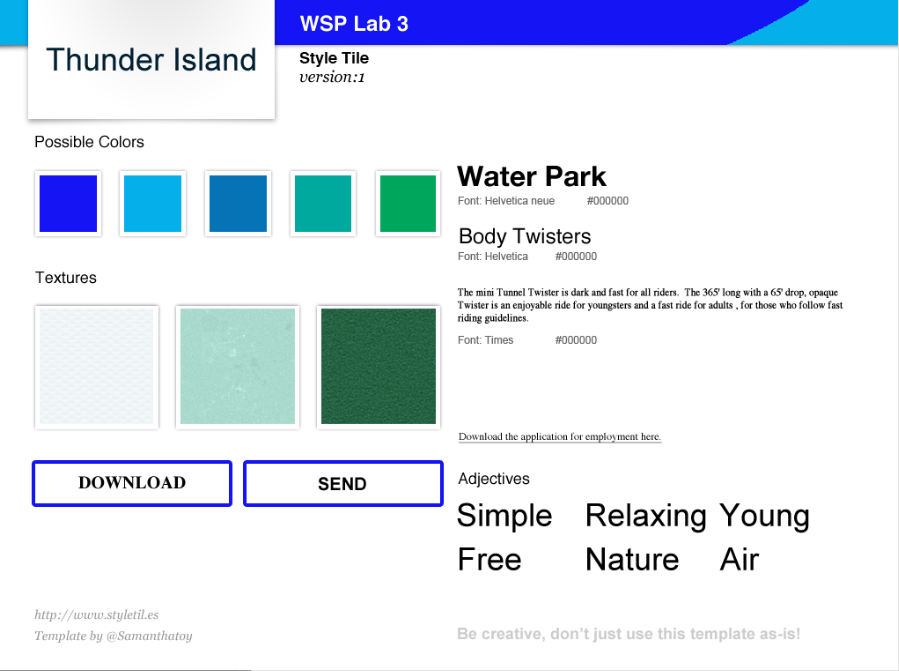 WSP Lab 3
Thunder Island
Style Tile
version:1
Possible Colors
Textures
DOWNLOAD
SEND
Water Park
Font: Helvetica neue #000000
Body Twisters
Font: Helvetica #000000
The mini Tunnel Twister is dark and fast for all riders. The 365' long with a 65' drop, opaque
Twister is an enjoyable ride for youngsters and a fast ride for adults , for those who follow fast
riding guidelines.
Font: Times #000000
Download the application for employment here.
Adjectives
Simple Relaxing Young
Free Nature Air
http://www.styletil.es
Template by @Samanthatoy
Be creative, don't just use this template as-is!